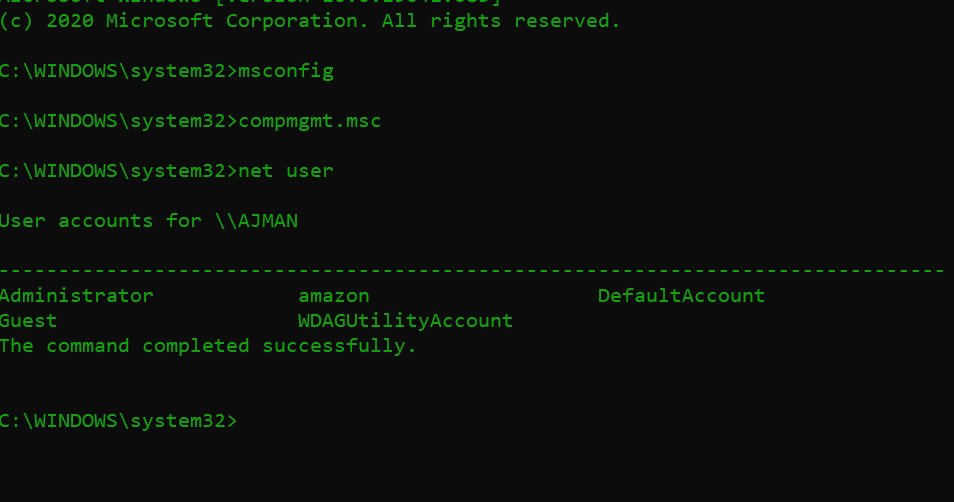 (c) 2020 Microsoft Corporation. All rights reserved.
C:\WINDOWS\system32>msconfig
C:\WINDOWS\system32>compmgmt.msc
C:\WINDOWS\system32>net user
User accounts for \\AJMAN
-------------------------------------------------------------------------------
Administrator            amazon                   DefaultAccount
Guest                    WDAGUtilityAccount
The command completed successfully.
C:\WINDOWS\system32>